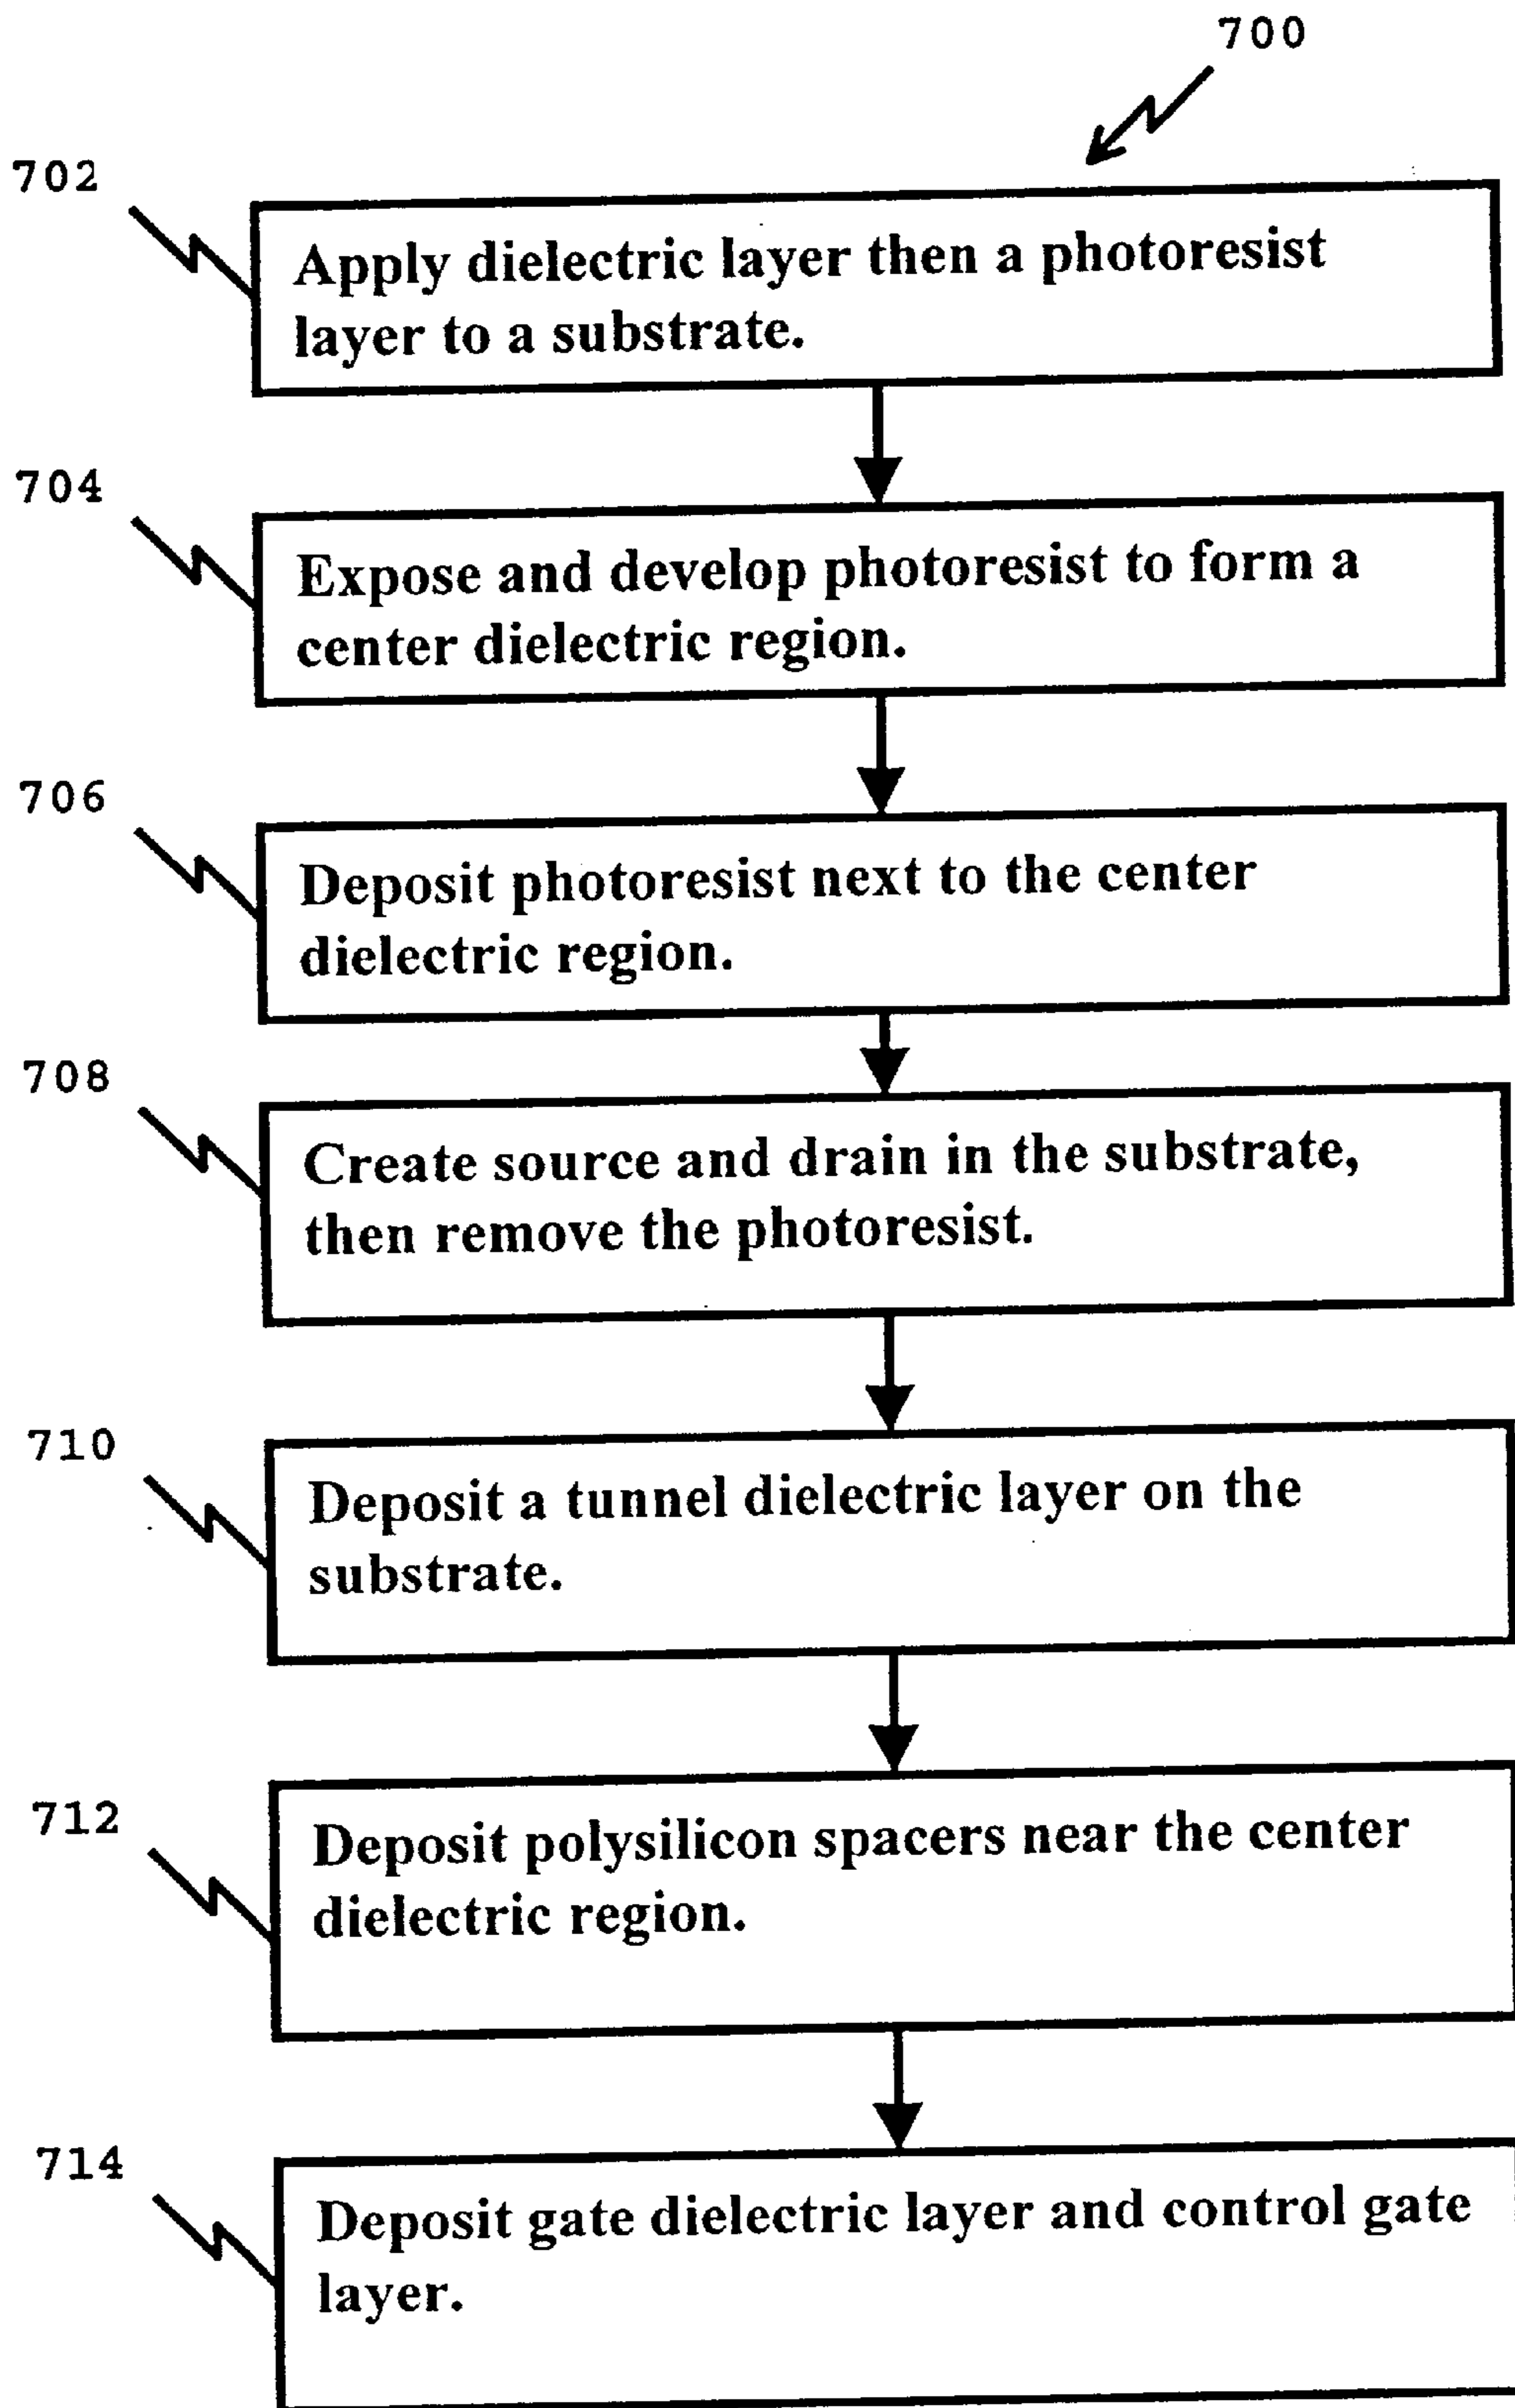 700
702
Apply dielectric layer then a photoresist
layer to a substrate.
704
Expose and develop photoresist to form a
center dielectric region.
706
Deposit photoresist next to the center
dielectric region.
708
Create source and drain in the substrate,
then remove the photoresist.
710
Deposit a tunnel dielectric layer on the
substrate.
712
Deposit polysilicon spacers near the center
dielectric region.
714
Deposit gate dielectric layer and control gate
layer.